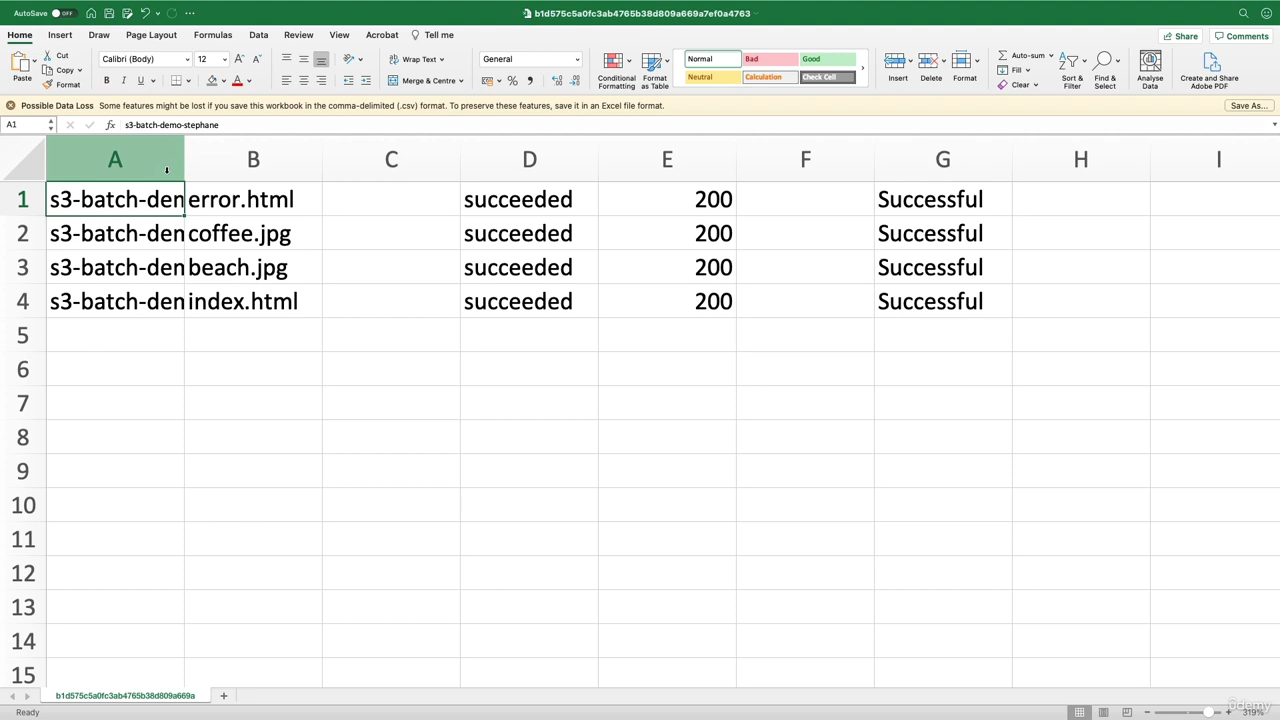 AutoSave OFF b1d575c5a0fc3ab4765b38d809a669a7ef0a4763
Home Insert Draw Page Layout Formulas Data Review View Acrobat Tell me Share Comments
Paste Cut Copy Format
Calibri (Body) 12
Wrap Text Merge & Centre
General
Conditional Formatting Format as Table
Normal Bad Good
Neutral Calculation Check Cell
Insert Delete Format
Auto-sum Fill Clear
Sort & Filter Find & Select Analyse Data Create and Share Adobe PDF
Possible Data Loss Some features might be lost if you save this workbook in the comma-delimited (.csv) format. To preserve these features, save it in an Excel file format. Save As...
A1 fx s3-batch-demo-stephane
A B C D E F G H I
1 s3-batch-den error.html succeeded 200 Successful
2 s3-batch-den coffee.jpg succeeded 200 Successful
3 s3-batch-den beach.jpg succeeded 200 Successful
4 s3-batch-den index.html succeeded 200 Successful
5
6
7
8
9
10
11
12
13
14
15
b1d575c5a0fc3ab4765b38d809a669a +
Ready 319%
ûdemy